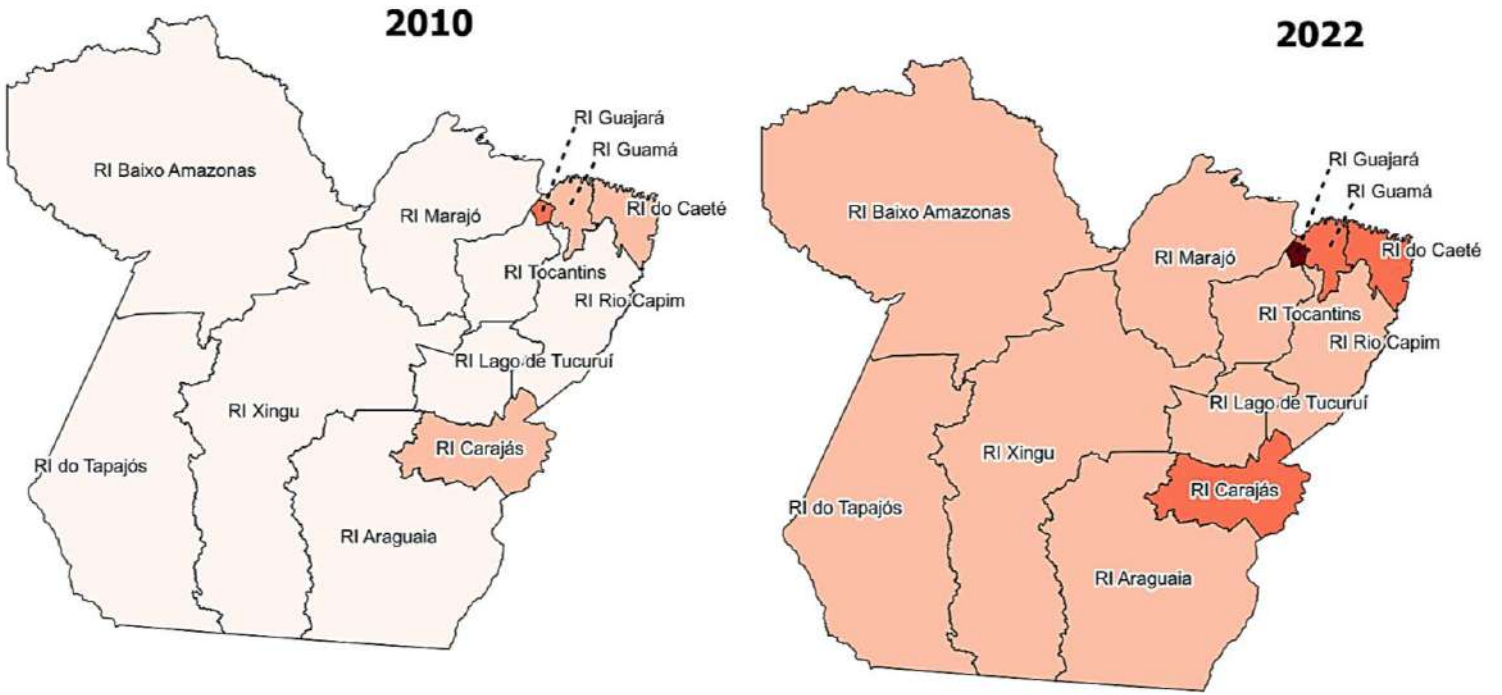 2010
RI Guajará
RI Guamá
RI Baixo Amazonas
RI do Caeté
RI Marajó
RI Tocantins
RI Rio Capim
RI Lago de Tucuruí
RI Xingu
RI Carajás
RI do Tapajós
RI Araguaia
2022
RI Guajará
RI Guamá
RI Baixo Amazonas
RI do Caeté
RI Marajó
RI Tocantins
RI Rio Capim
RI Lago de Tucuruí
RI Xingu
RI Carajás
RI do Tapajós
RI Araguaia